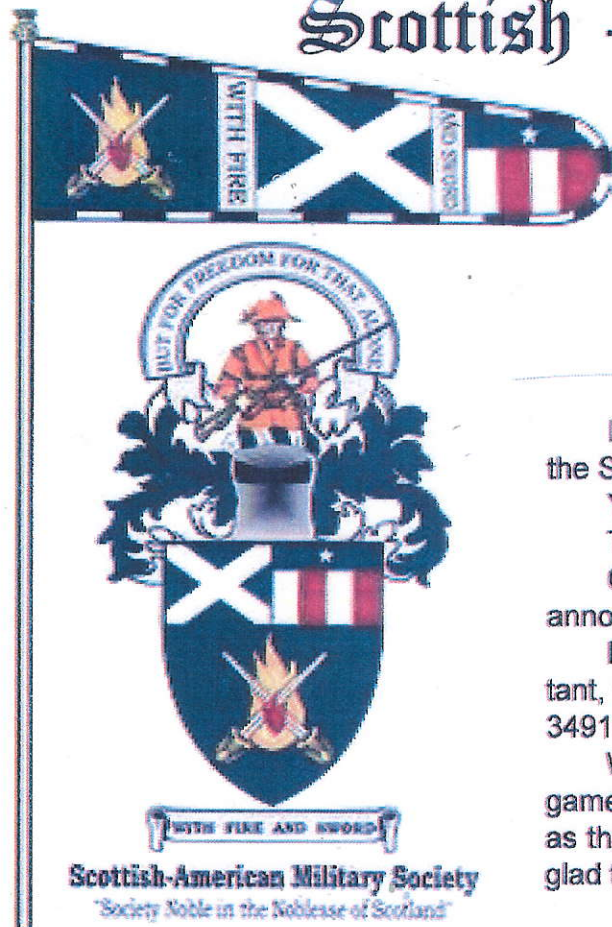 Scottish
WITH FIRE
AND SWORD
BUT FOR FREEDOM FOR THAT ALONE
WITH FIRE AND SWORD
Scottish-American Military Society
"Society Noble in the Noblesse of Scotland"
the S
anno
tant,
3491
game
as th
glad t